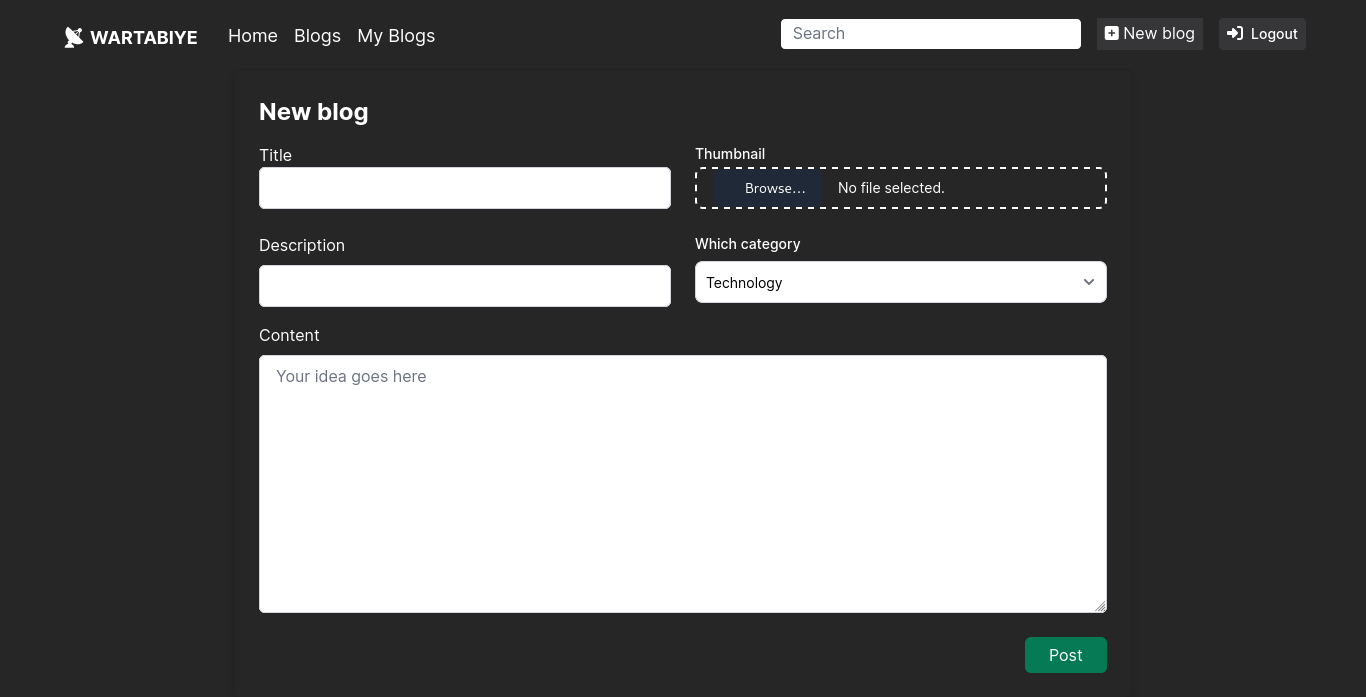 WARTABIYE Home Blogs My Blogs Search New blog Logout
New blog
Title Thumbnail
Browse... No file selected.
Description Which category
Technology
Content
Your idea goes here
Post